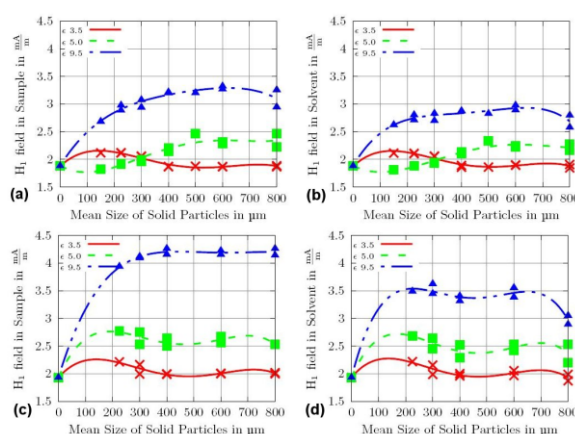 4.5
4
3.5
3
2.5
2
1.5
0 100 200 300 400 500 600 700 800
H1 field in Sample in mA/m
Mean Size of Solid Particles in µm
ϵ 3.5
ϵ 5.0
ϵ 9.5
(a)
4.5
4
3.5
3
2.5
2
1.5
0 100 200 300 400 500 600 700 800
H1 field in Solvent in mA/m
Mean Size of Solid Particles in µm
ϵ 3.5
ϵ 5.0
ϵ 9.5
(b)
4.5
4
3.5
3
2.5
2
1.5
0 100 200 300 400 500 600 700 800
H1 field in Sample in mA/m
Mean Size of Solid Particles in µm
ϵ 3.5
ϵ 5.0
ϵ 9.5
(c)
4.5
4
3.5
3
2.5
2
1.5
0 100 200 300 400 500 600 700 800
H1 field in Solvent in mA/m
Mean Size of Solid Particles in µm
ϵ 3.5
ϵ 5.0
ϵ 9.5
(d)